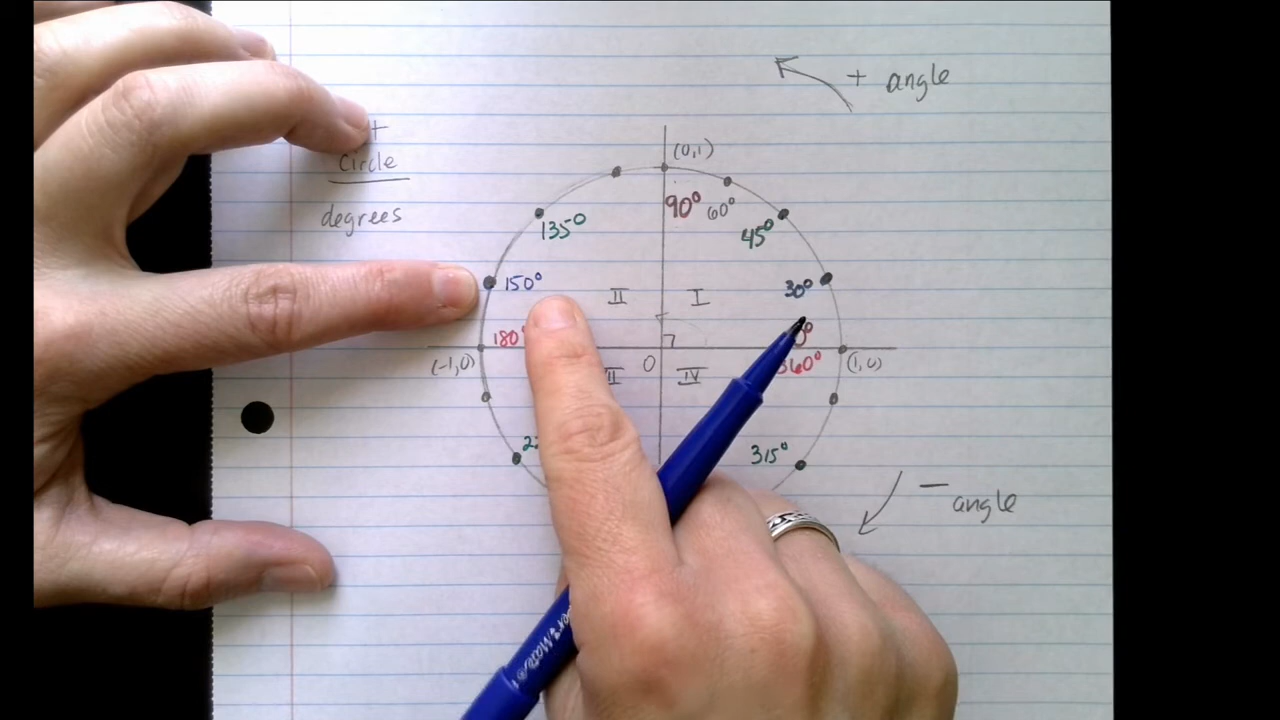 + angle
(0,1)
Circle
90° 60°
degrees
135° 45°
150° II I 30°
180° 0°
(-1,0) 0 IV 360° (1,0)
315°
- angle